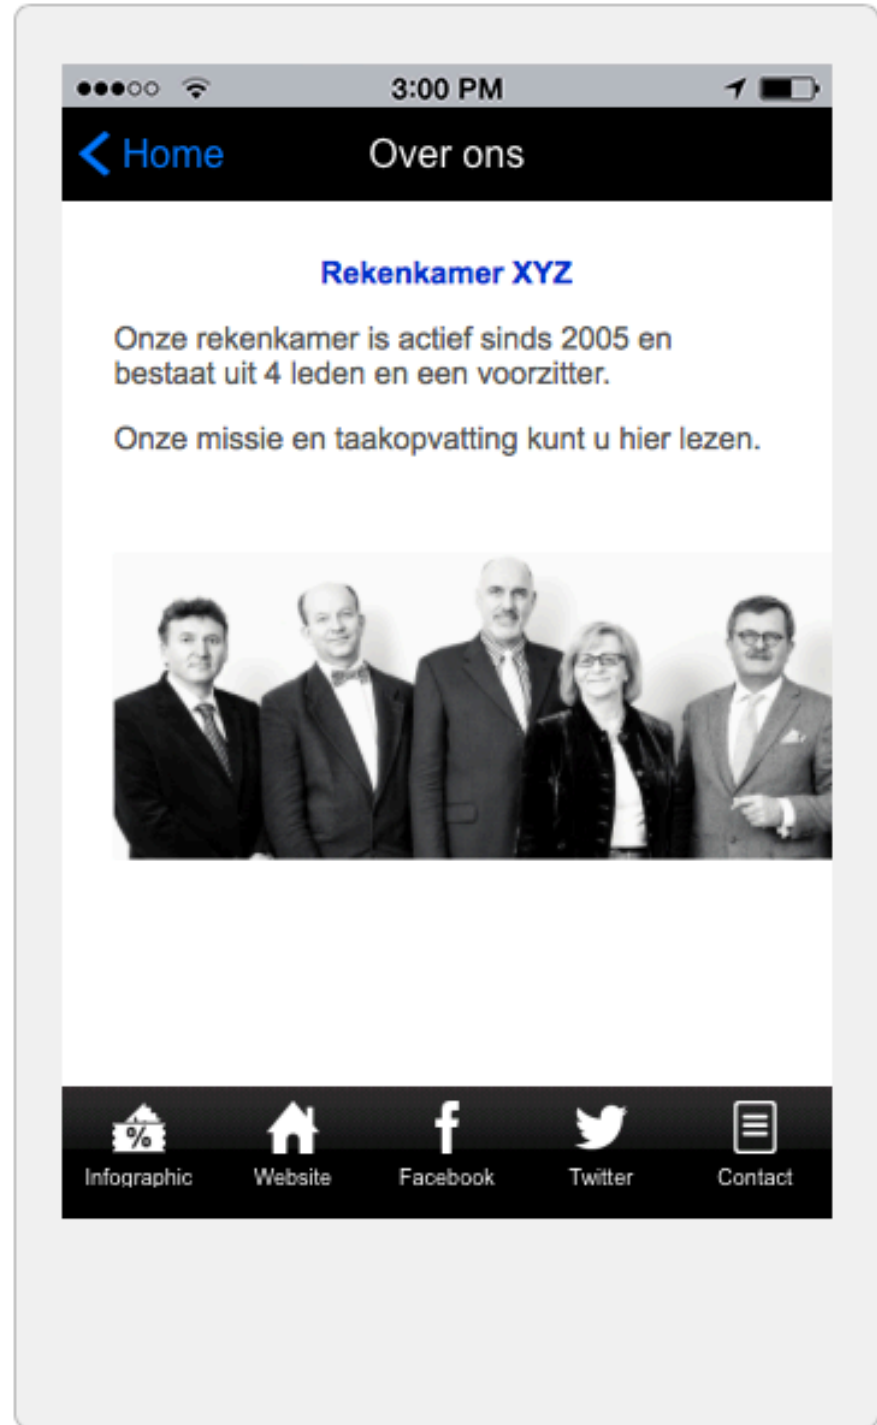 3:00 PM
Home
Over ons
Rekenkamer XYZ
Onze rekenkamer is actief sinds 2005 en
bestaat uit 4 leden en een voorzitter.
Onze missie en taakopvatting kunt u hier lezen.
%
Infographic
Website
Facebook
Twitter
Contact